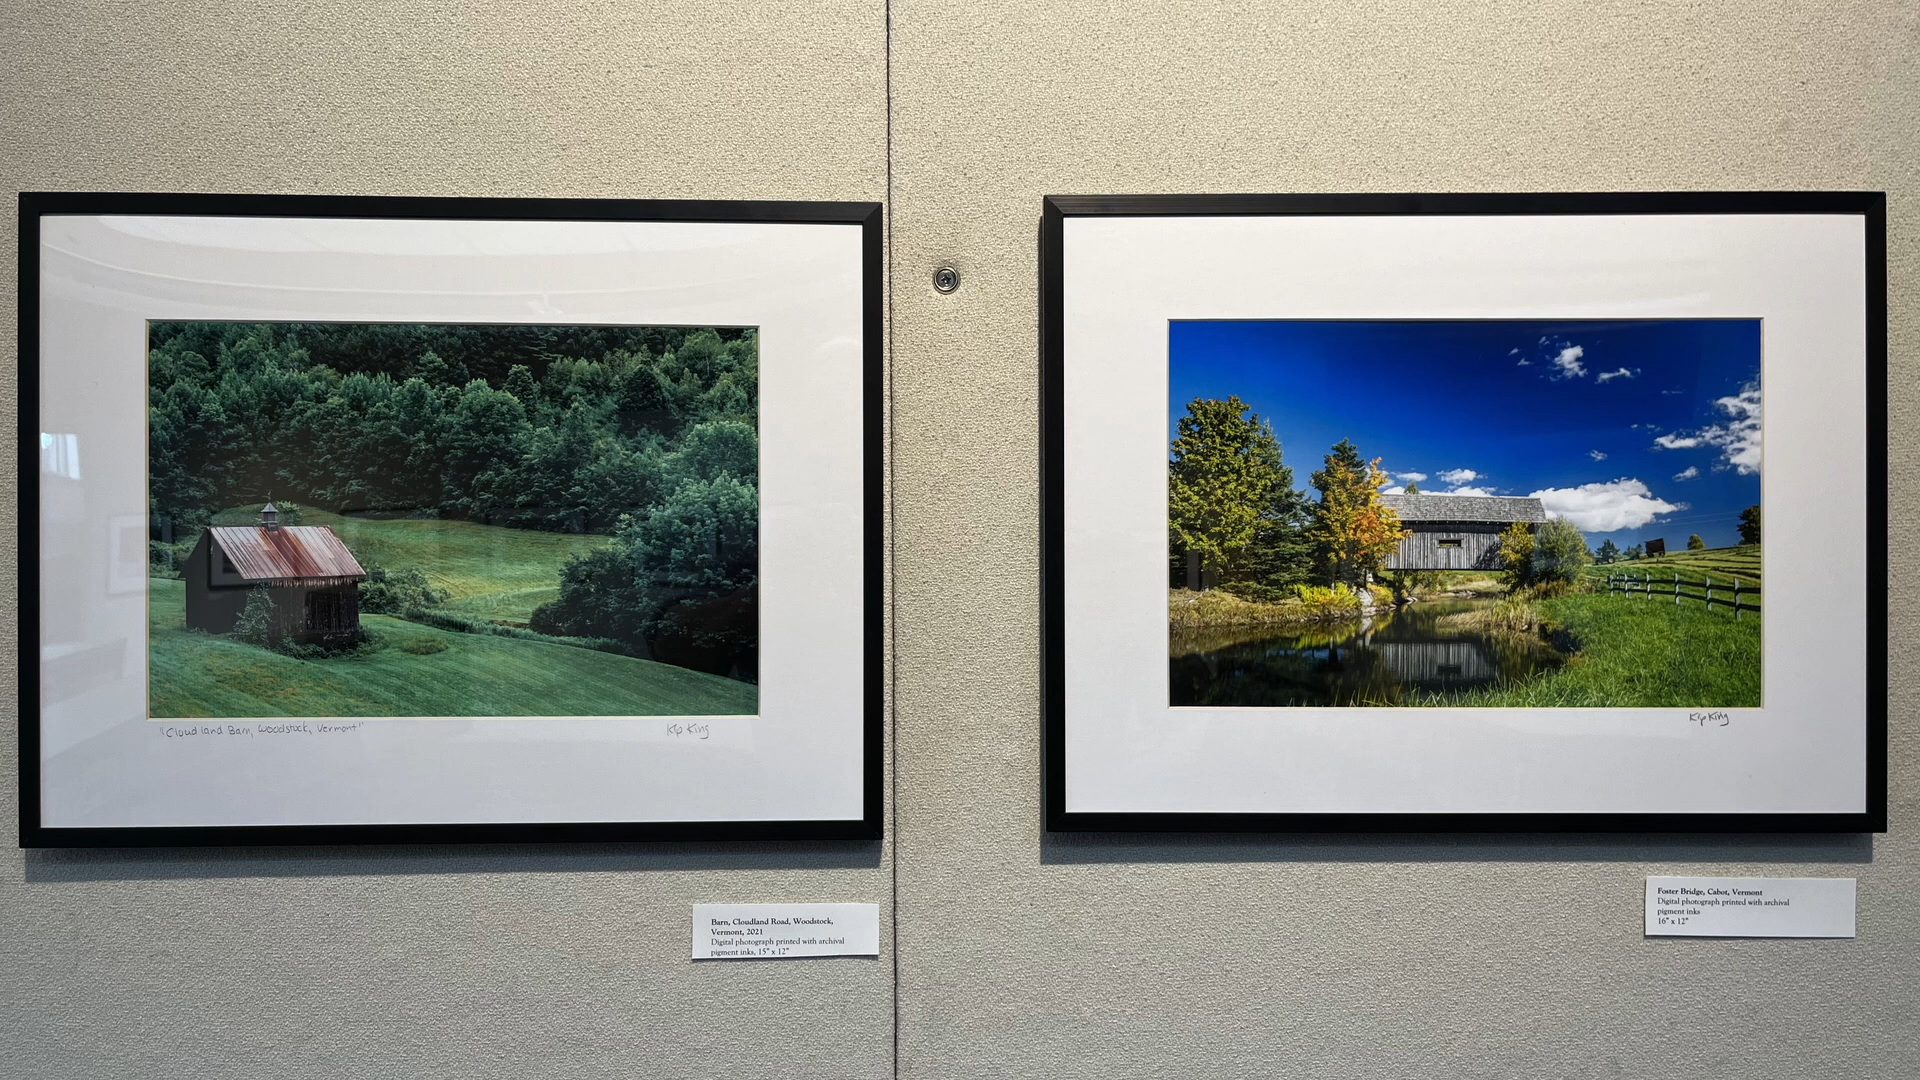 "Cloudland Barn, Woodstock, Vermont"
Kip King
Barn, Cloudland Road, Woodstock,
Vermont, 2021
Digital photograph printed with archival
pigment inks, 15" x 12"
Kip King
Foster Bridge, Cabot, Vermont
Digital photograph printed with archival
pigment inks
16" x 12"